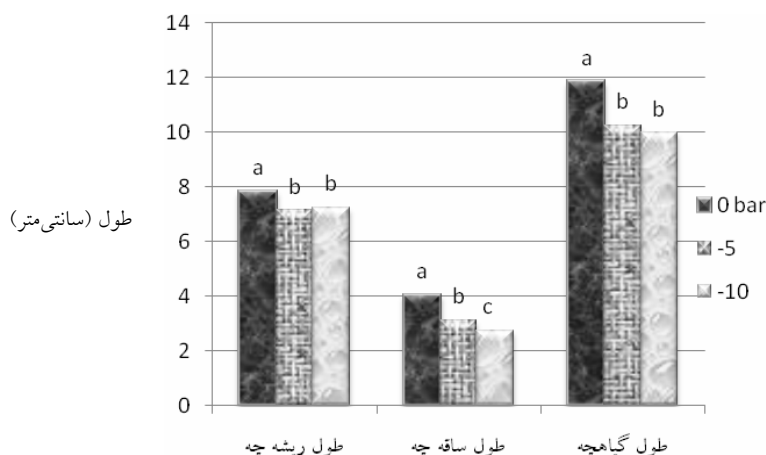 14
12
10
8
6
4
2
0
طول (سانتی‌متر)
a
b
b
a
b
c
a
b
b
0 bar
-5
-10
طول ریشه چه
طول ساقه چه
طول گیاهچه